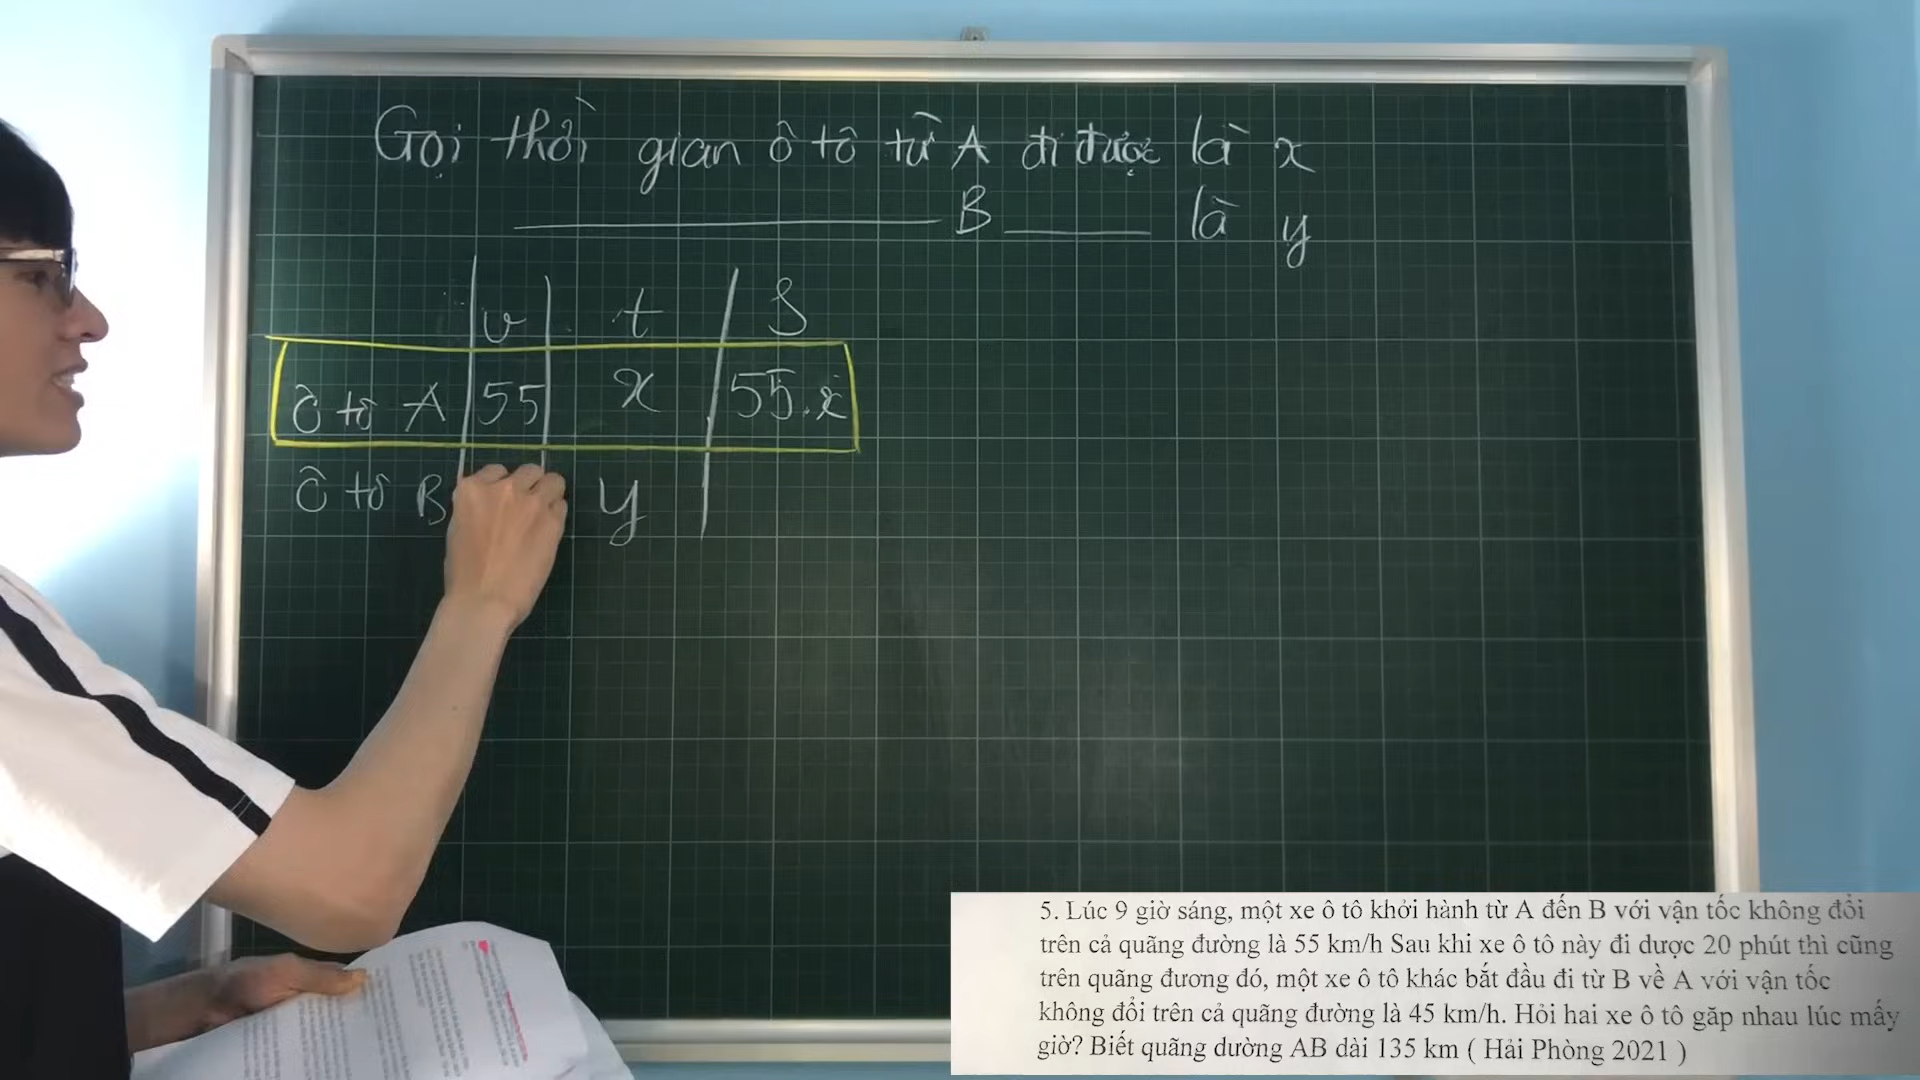 Gọi thời gian ô tô từ A đi được là x
B là y
v t S
Ô tô A 55 x 55.x
Ô tô B y
5. Lúc 9 giờ sáng, một xe ô tô khởi hành từ A đến B với vận tốc không đổi
trên cả quãng đường là 55 km/h Sau khi xe ô tô này đi dược 20 phút thì cũng
trên quãng đương đó, một xe ô tô khác bắt đầu đi từ B về A với vận tốc
không đổi trên cả quãng đường là 45 km/h. Hỏi hai xe ô tô gặp nhau lúc mấy
giờ? Biết quãng dường AB dài 135 km ( Hải Phòng 2021 )